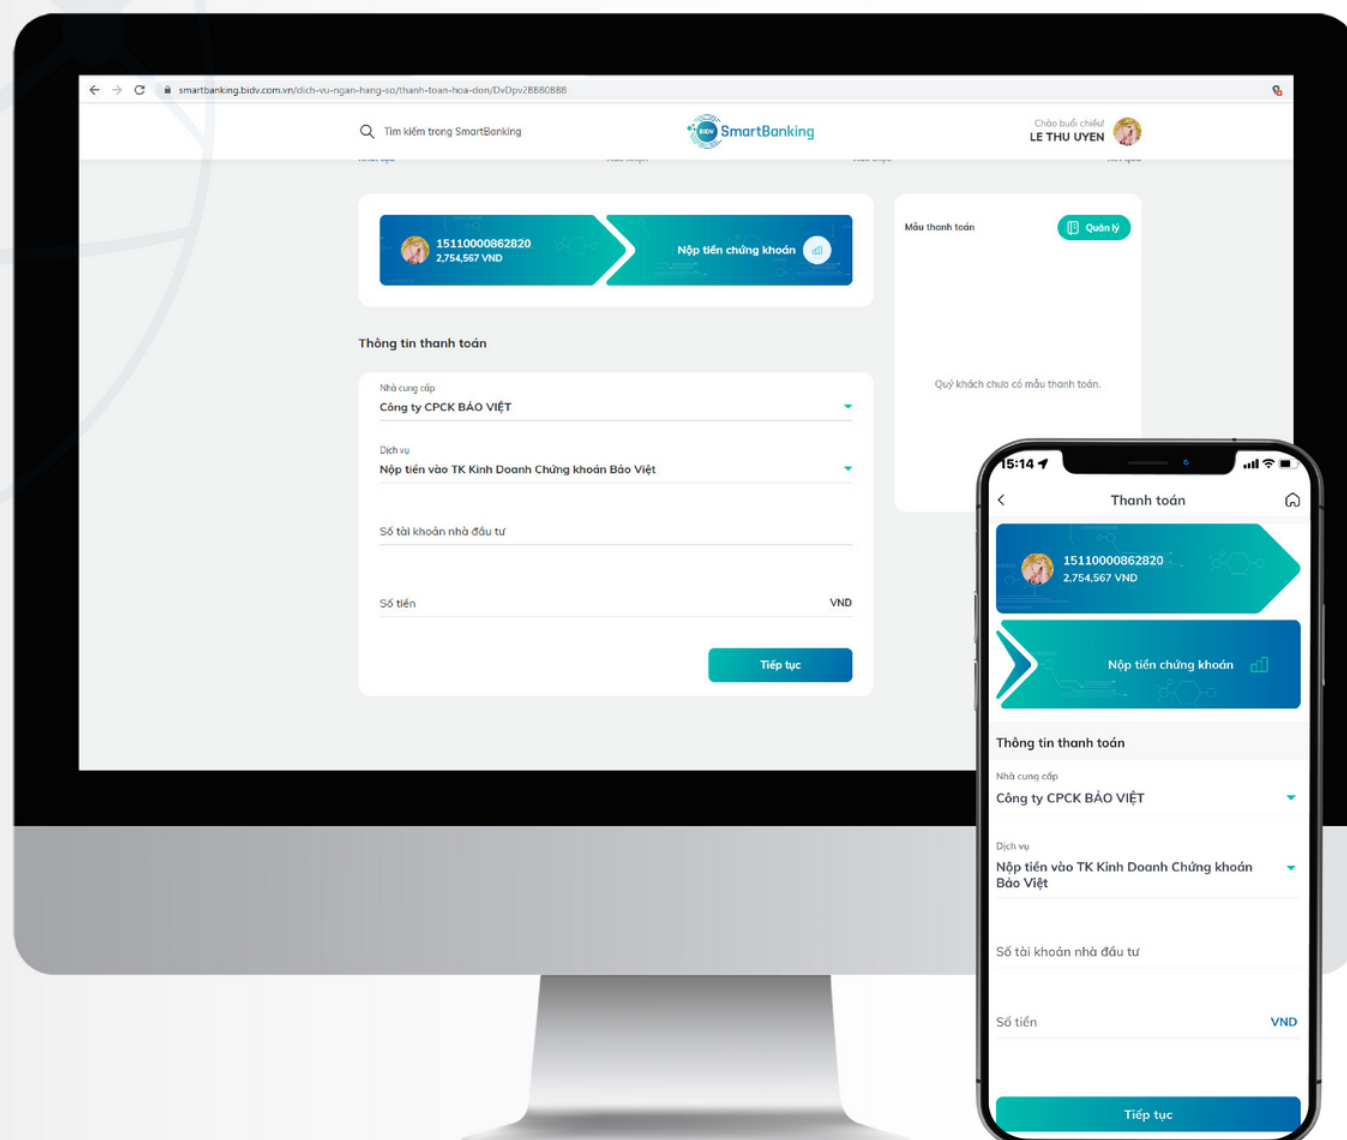 smartbanking.bidv.com.vn/dich-vu-ngan-hang-so/thanh-toan-hoa-don/DvDpv2BBB0BBB
Tìm kiếm trong SmartBanking
BIDV SmartBanking
Chào buổi chiều!
LE THU UYEN
15110000862820
2,754,567 VND
Nộp tiền chứng khoán
Mẫu thanh toán
Quản lý
Quý khách chưa có mẫu thanh toán.
Thông tin thanh toán
Nhà cung cấp
Công ty CPCK BẢO VIỆT
Dịch vụ
Nộp tiền vào TK Kinh Doanh Chứng khoán Bảo Việt
Số tài khoản nhà đầu tư
Số tiền VND
Tiếp tục
15:14
Thanh toán
15110000862820
2.754,567 VND
Nộp tiền chứng khoán
Thông tin thanh toán
Nhà cung cấp
Công ty CPCK BẢO VIỆT
Dịch vụ
Nộp tiền vào TK Kinh Doanh Chứng khoán
Bảo Việt
Số tài khoản nhà đầu tư
Số tiền VND
Tiếp tục